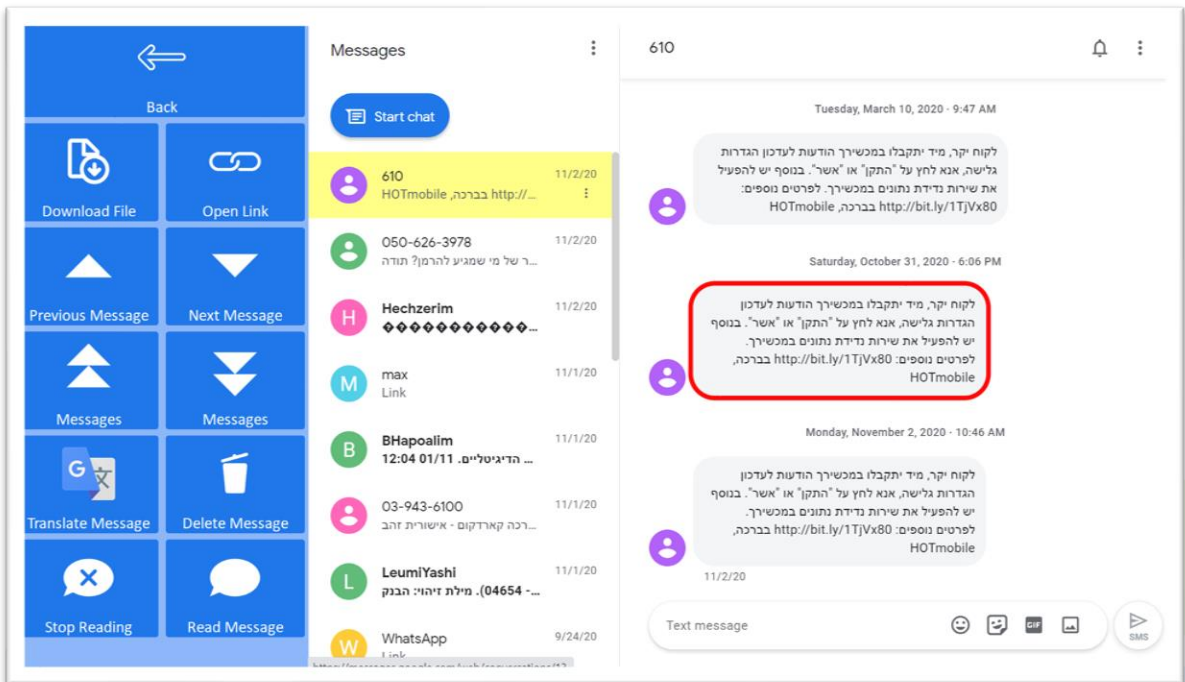 Back
Download File
Open Link
Previous Message
Next Message
Messages
Messages
Translate Message
Delete Message
Stop Reading
Read Message
Messages
Start chat
610
11/2/20
HOTmobile ,בברכה http://...
050-626-3978
11/2/20
...ר של מי שמגיע להרמן? תודה
Hechzerim
11/2/20
H
max
11/1/20
M
Link
BHapoalim
11/1/20
B
... הדיגיטליים. 01/11 12:04
03-943-6100
11/1/20
...רכה קארדקום - אישורית זהב
LeumiYashi
11/1/20
L
...- 04654). מילת זיהוי: הבנק
WhatsApp
9/24/20
W
Link
610
Tuesday, March 10, 2020 · 9:47 AM
לקוח יקר, מיד יתקבלו במכשירך הודעות לעדכון הגדרות
גלישה, אנא לחץ על "התקן" או "אשר". בנוסף יש להפעיל
את שירות נדידת נתונים במכשירך. לפרטים נוספים:
http://bit.ly/1TjVx80 בברכה, HOTmobile
Saturday, October 31, 2020 · 6:06 PM
לקוח יקר, מיד יתקבלו במכשירך הודעות לעדכון
הגדרות גלישה, אנא לחץ על "התקן" או "אשר". בנוסף
יש להפעיל את שירות נדידת נתונים במכשירך.
לפרטים נוספים: http://bit.ly/1TjVx80 בברכה,
HOTmobile
Monday, November 2, 2020 · 10:46 AM
לקוח יקר, מיד יתקבלו במכשירך הודעות לעדכון
הגדרות גלישה, אנא לחץ על "התקן" או "אשר". בנוסף
יש להפעיל את שירות נדידת נתונים במכשירך.
לפרטים נוספים: http://bit.ly/1TjVx80 בברכה,
HOTmobile
11/2/20
Text message
GIF
SMS